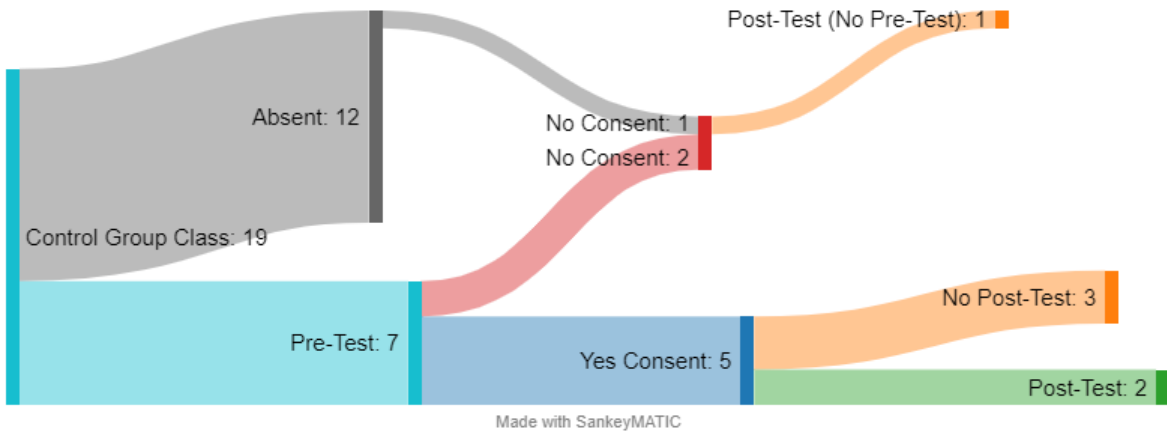 Post-Test (No Pre-Test): 1
Absent: 12
No Consent: 1
No Consent: 2
Control Group Class: 19
No Post-Test: 3
Pre-Test: 7
Yes Consent: 5
Post-Test: 2
Made with SankeyMATIC